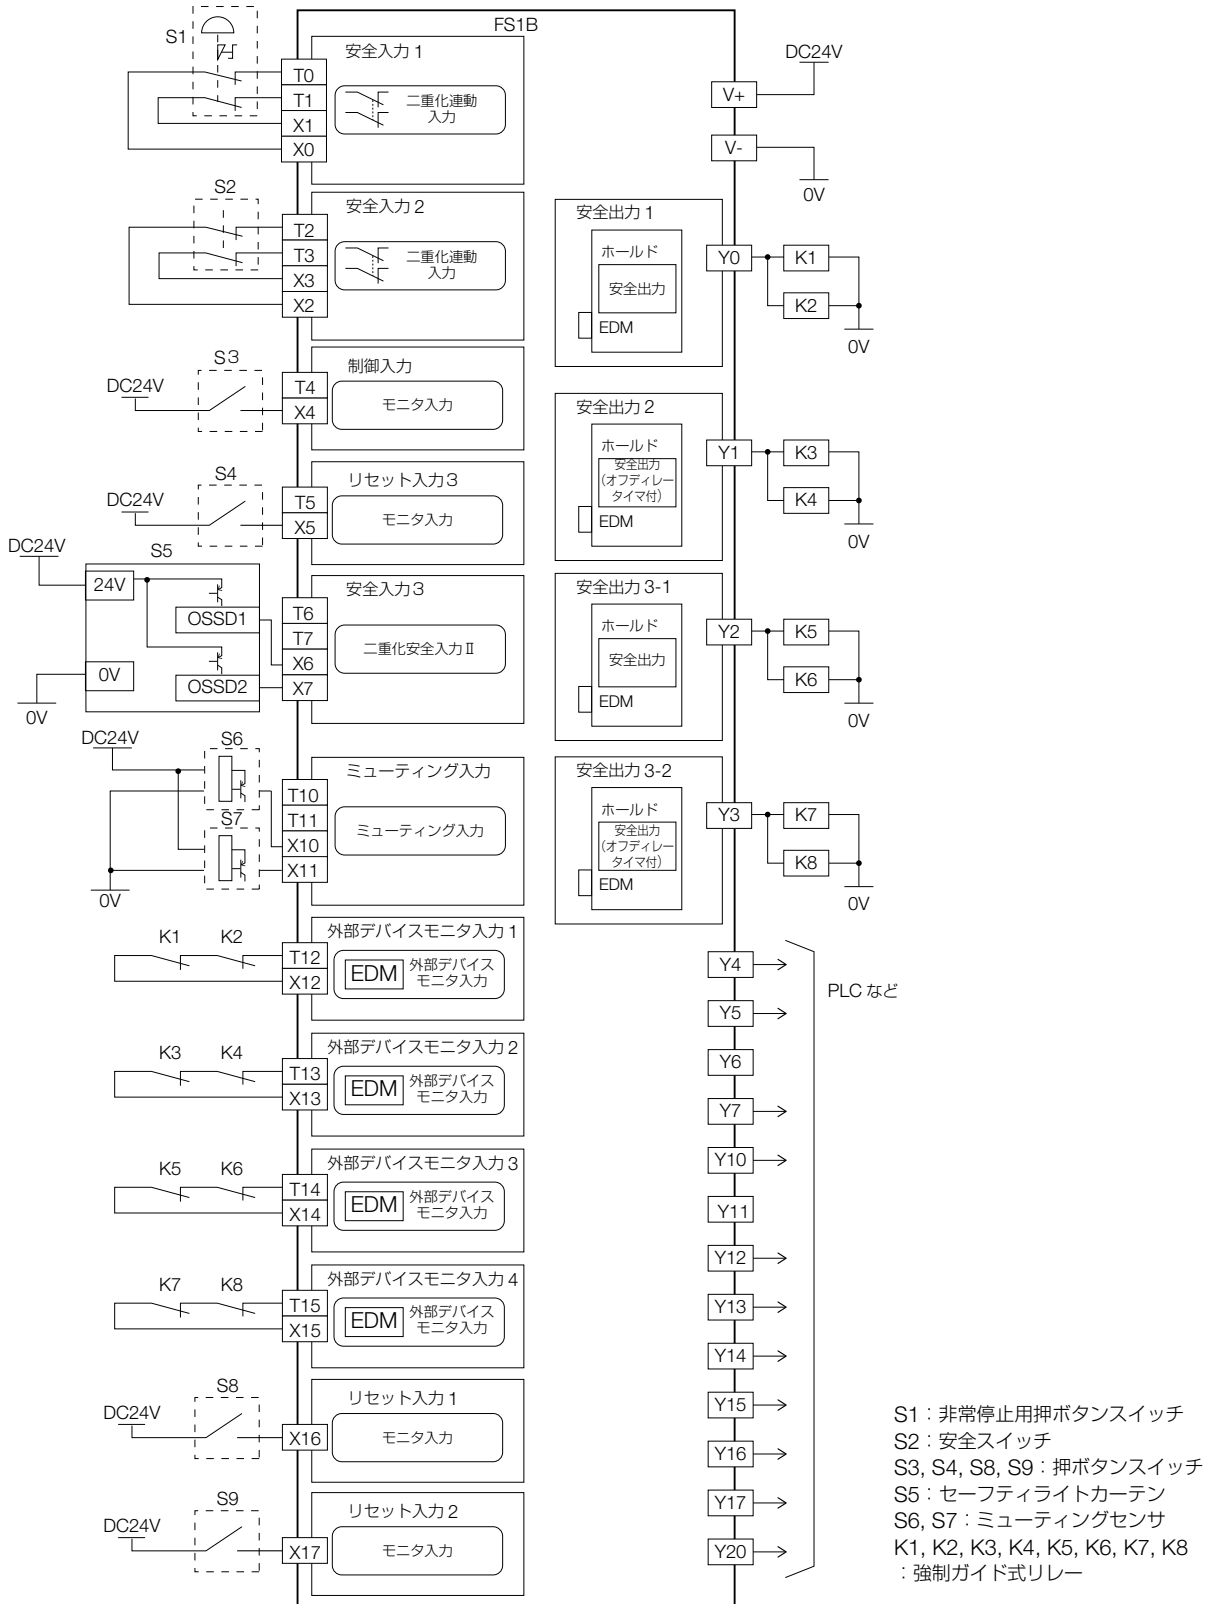 FS1B
S1
安全入力 1
T0
T1
X1
X0
二重化連動
入力
S2
安全入力 2
T2
T3
X3
X2
二重化連動
入力
S3
DC24V
制御入力
T4
X4
モニタ入力
S4
DC24V
リセット入力3
T5
X5
モニタ入力
DC24V
S5
24V
OSSD1
0V
OSSD2
0V
安全入力3
T6
T7
X6
X7
二重化安全入力 II
DC24V
S6
S7
0V
ミューティング入力
T10
T11
X10
X11
ミューティング入力
K1 K2
外部デバイスモニタ入力 1
T12
X12
EDM
外部デバイス
モニタ入力
K3 K4
外部デバイスモニタ入力 2
T13
X13
EDM
外部デバイス
モニタ入力
K5 K6
外部デバイスモニタ入力 3
T14
X14
EDM
外部デバイス
モニタ入力
K7 K8
外部デバイスモニタ入力 4
T15
X15
EDM
外部デバイス
モニタ入力
S8
DC24V
リセット入力 1
X16
モニタ入力
S9
DC24V
リセット入力 2
X17
モニタ入力
V+
DC24V
V-
0V
安全出力 1
ホールド
安全出力
EDM
Y0
K1
K2
0V
安全出力 2
ホールド
安全出力
(オフディレー
タイマ付)
EDM
Y1
K3
K4
0V
安全出力 3-1
ホールド
安全出力
EDM
Y2
K5
K6
0V
安全出力 3-2
ホールド
安全出力
(オフディレー
タイマ付)
EDM
Y3
K7
K8
0V
Y4
PLC など
Y5
Y6
Y7
Y10
Y11
Y12
Y13
Y14
Y15
Y16
Y17
Y20
S1：非常停止用押ボタンスイッチ
S2：安全スイッチ
S3, S4, S8, S9：押ボタンスイッチ
S5：セーフティライトカーテン
S6, S7：ミューティングセンサ
K1, K2, K3, K4, K5, K6, K7, K8
：強制ガイド式リレー